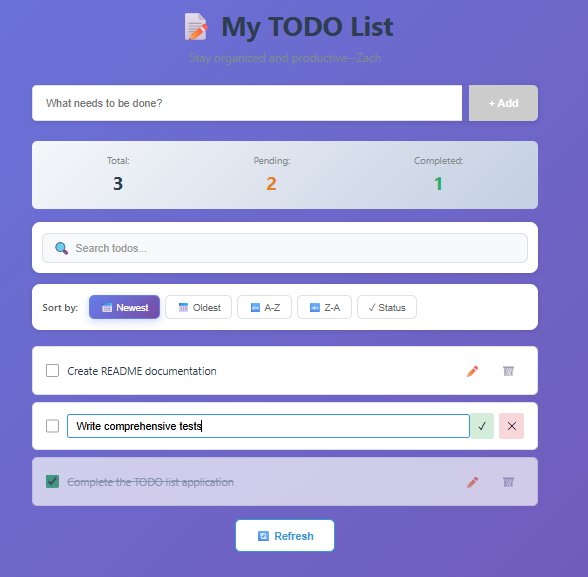 My TODO List
Stay organized and productive--Zach
What needs to be done?
+ Add
Total: Pending: Completed:
3 2 1
Search todos...
Sort by: Newest Oldest A-Z Z-A ✓ Status
Create README documentation
Write comprehensive tests ✓ ✕
Complete the TODO list application
Refresh